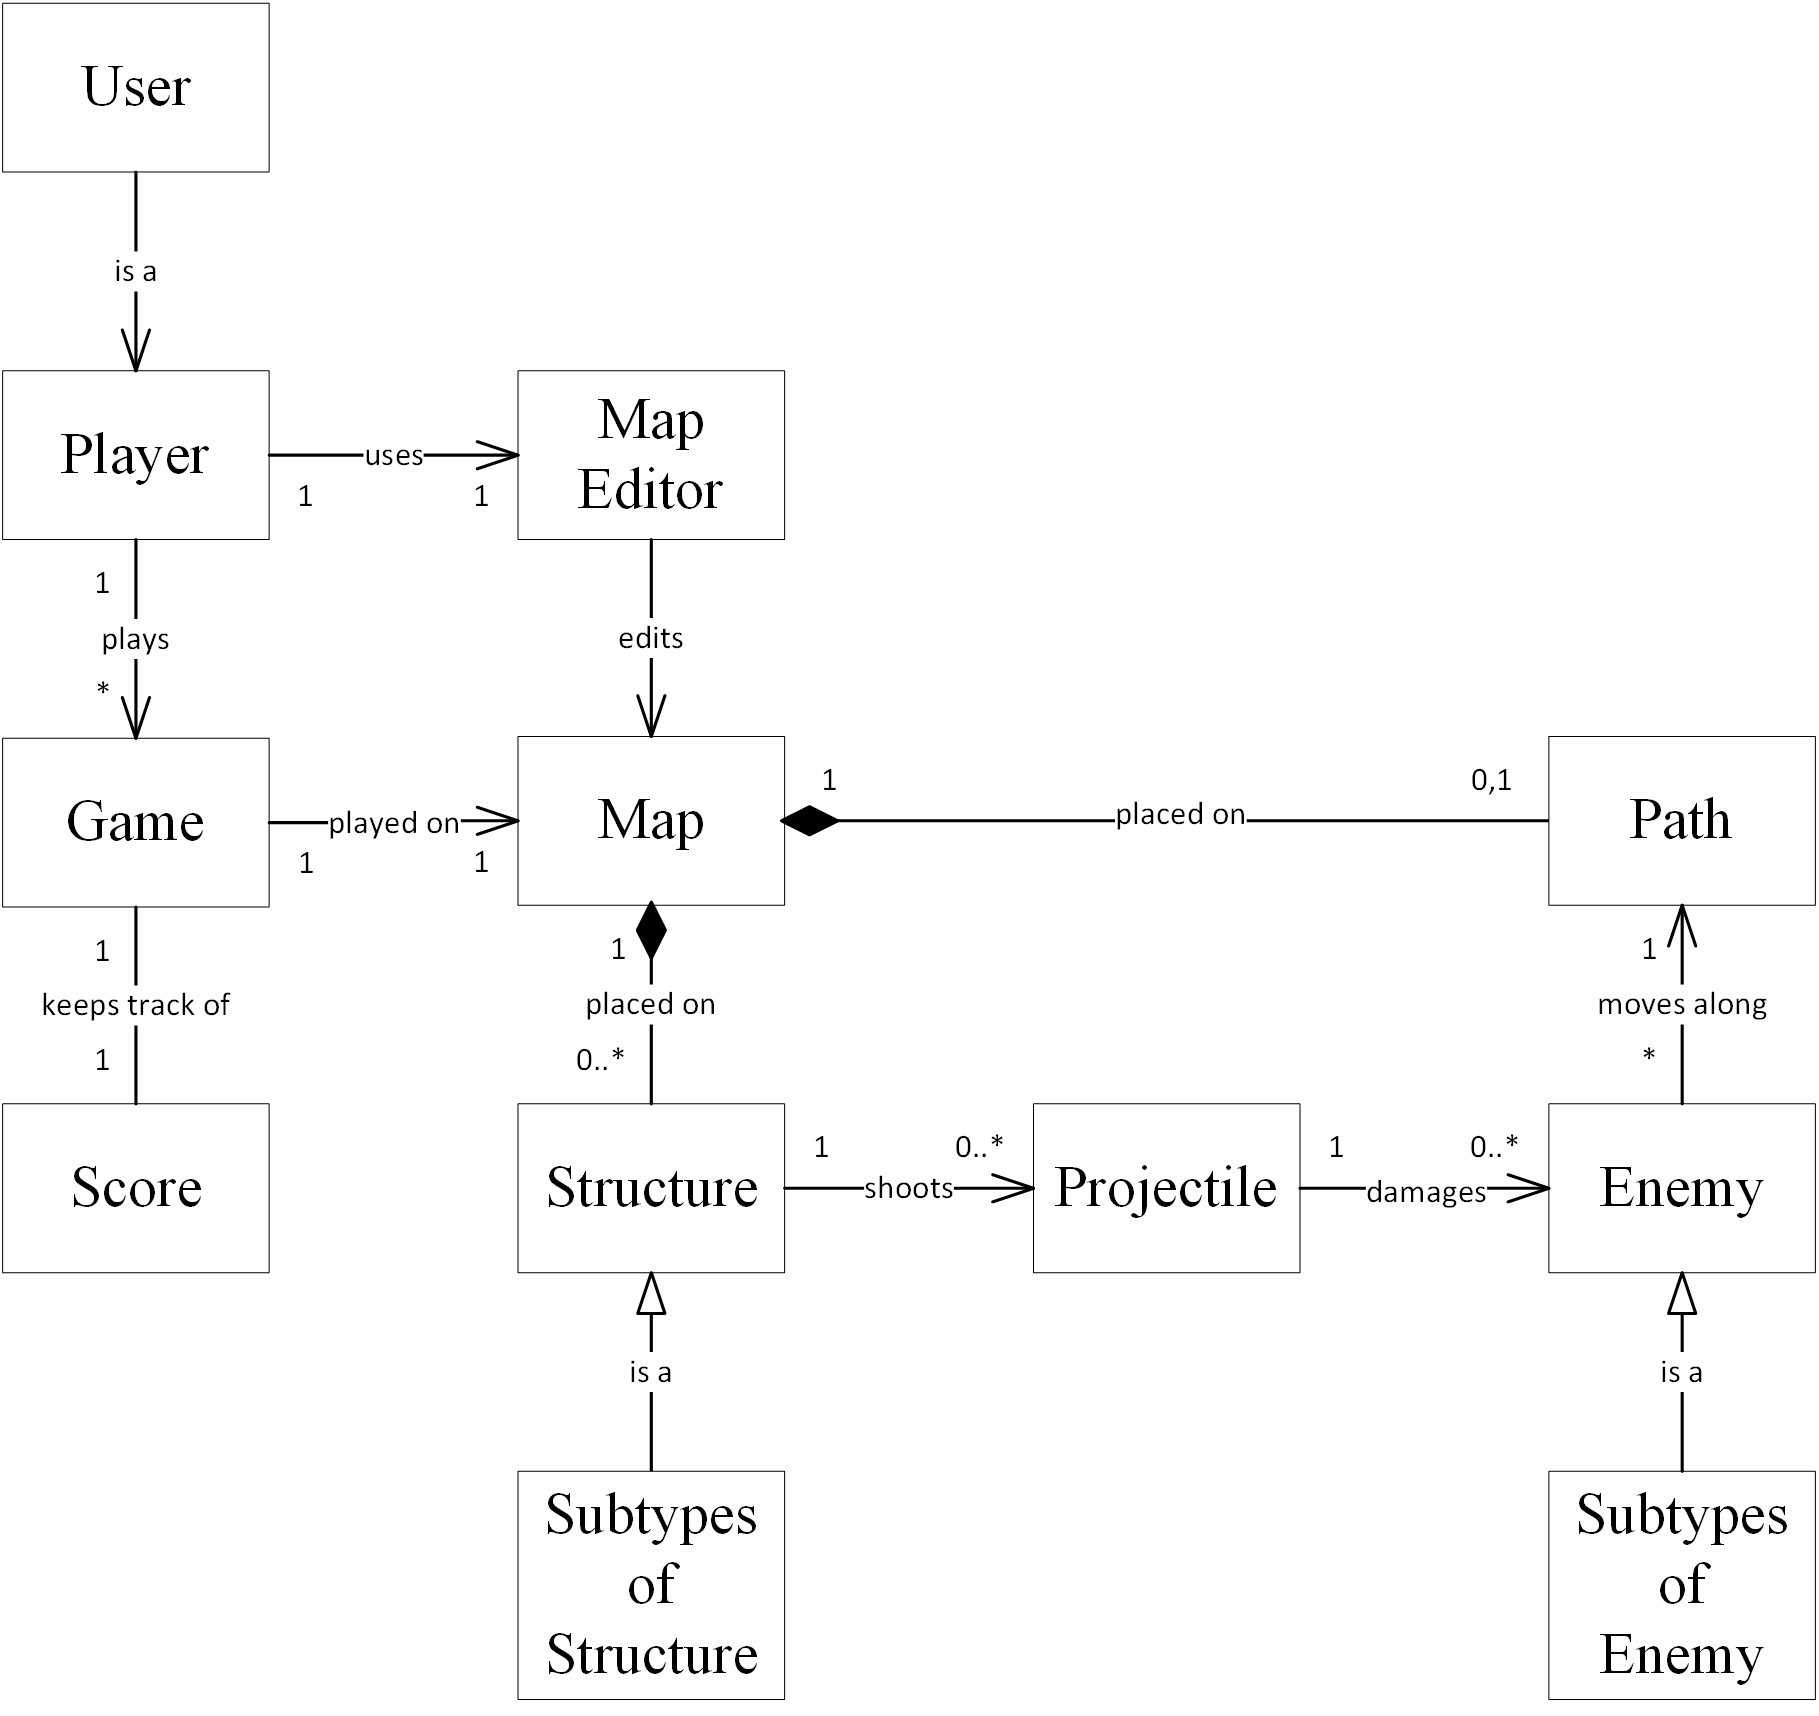 User
is a
Player
uses
1
1
Map
Editor
1
plays
*
edits
Game
played on
1
1
Map
1
placed on
0,1
Path
1
keeps track of
1
1
placed on
0..*
1
moves along
*
Score
Structure
1
shoots
0..*
Projectile
1
damages
0..*
Enemy
is a
is a
Subtypes
of
Structure
Subtypes
of
Enemy